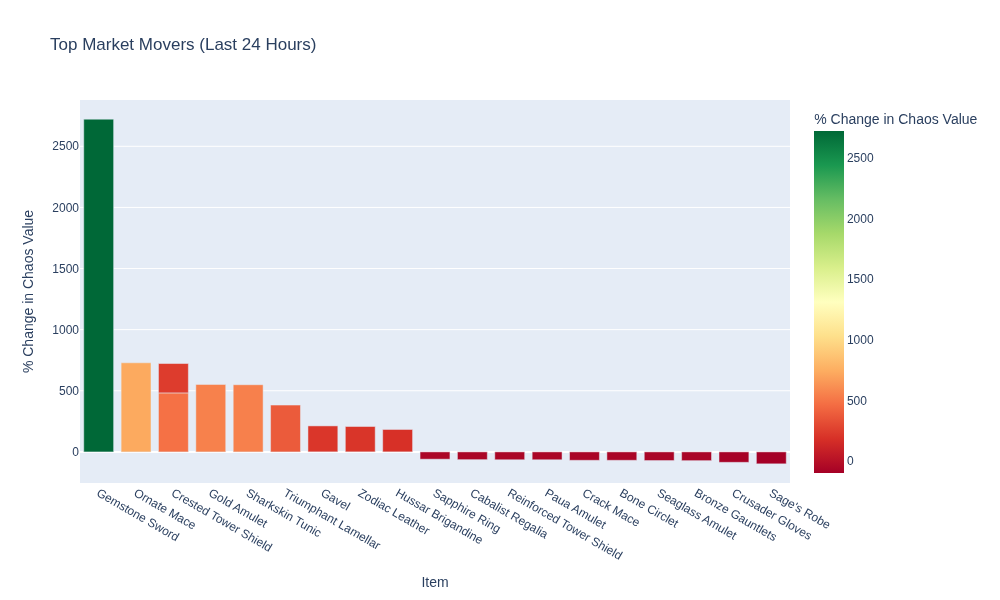 Top Market Movers (Last 24 Hours)
% Change in Chaos Value
2500
2000
1500
1000
500
0
% Change in Chaos Value
2500
2000
1500
1000
500
0
Gemstone Sword
Ornate Mace
Crested Tower Shield
Gold Amulet
Sharkskin Tunic
Triumphant Lamellar
Gavel
Zodiac Leather
Hussar Brigandine
Sapphire Ring
Cabalist Regalia
Reinforced Tower Shield
Paua Amulet
Crack Mace
Bone Circlet
Seaglass Amulet
Bronze Gauntlets
Crusader Gloves
Sage's Robe
Item